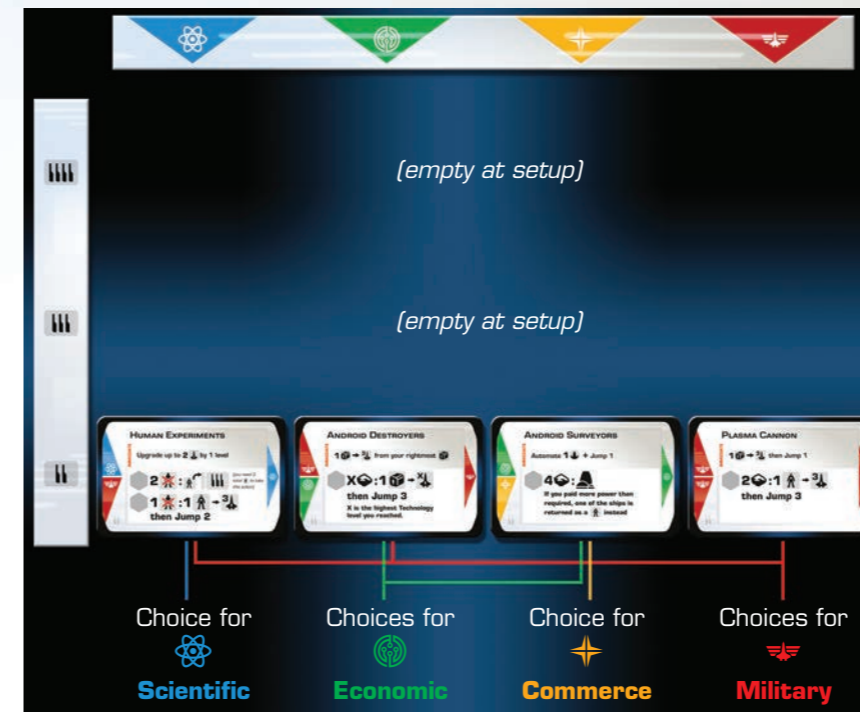 (empty at setup)
(empty at setup)
HUMAN EXPERIMENTS
Upgrade up to 2 by 1 level
2 :
1 :1 → 3
then Jump 2
ANDROID DESTROYERS
1 → 2 from your rightmost
X :1 →
then Jump 3
X is the highest Technology
level you reached.
ANDROID SURVEYORS
Automate 1 + Jump 1
4 :
If you paid more power than
required, one of the ships is
returned as a instead
PLASMA CANNON
1 → then Jump 1
2 :1 → 3
then Jump 3
Choice for
Scientific
Choices for
Economic
Choice for
Commerce
Choices for
Military